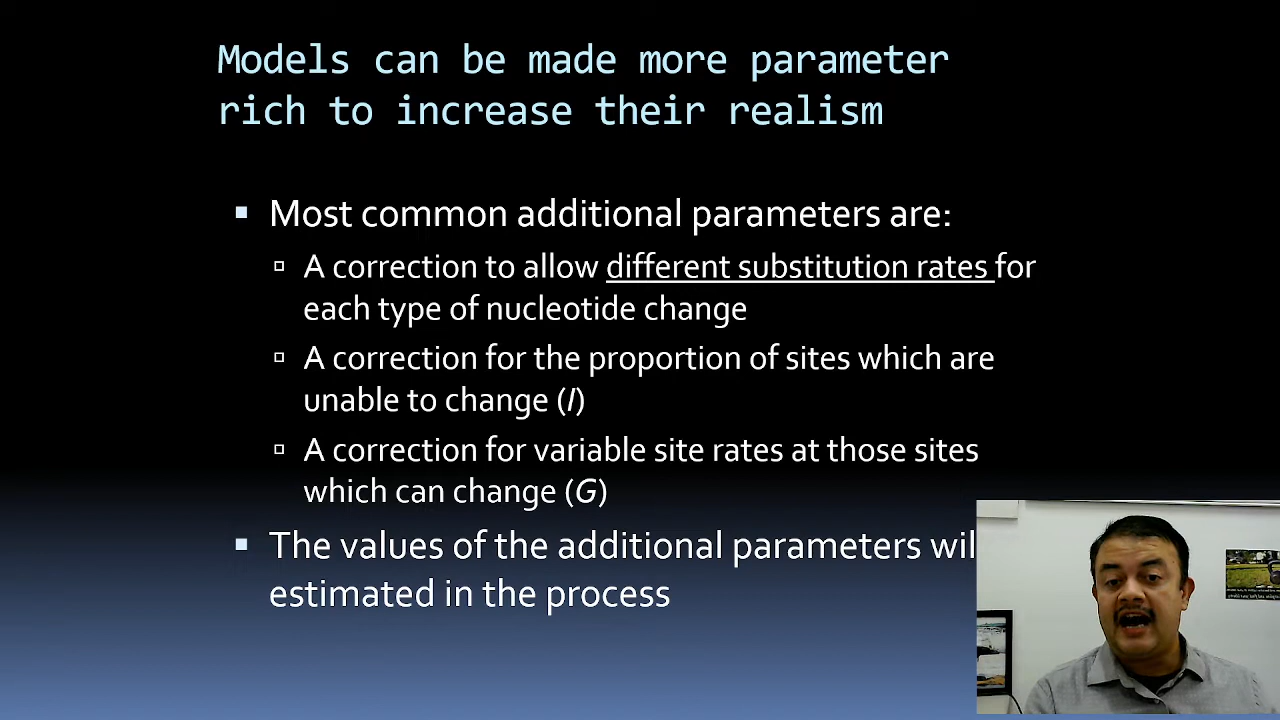 Models can be made more parameter
rich to increase their realism
Most common additional parameters are:
A correction to allow different substitution rates for
each type of nucleotide change
A correction for the proportion of sites which are
unable to change (I)
A correction for variable site rates at those sites
which can change (G)
The values of the additional parameters
estimated in the process